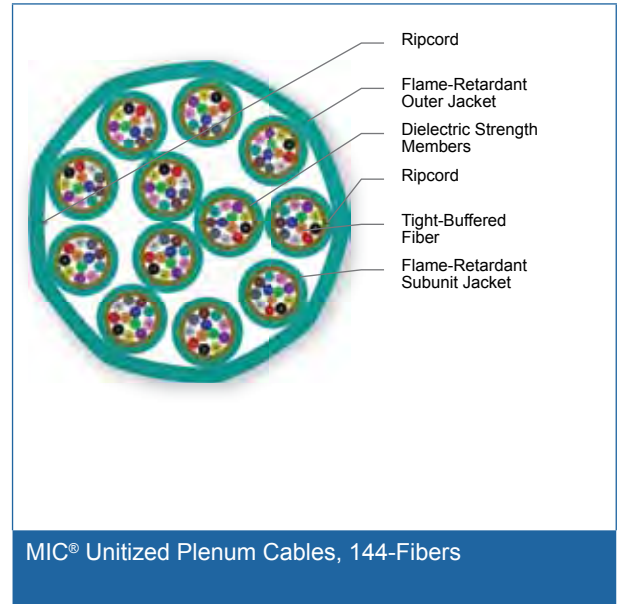 Ripcord
Flame-Retardant
Outer Jacket
Dielectric Strength
Members
Ripcord
Tight-Buffered
Fiber
Flame-Retardant
Subunit Jacket
MIC® Unitized Plenum Cables, 144-Fibers